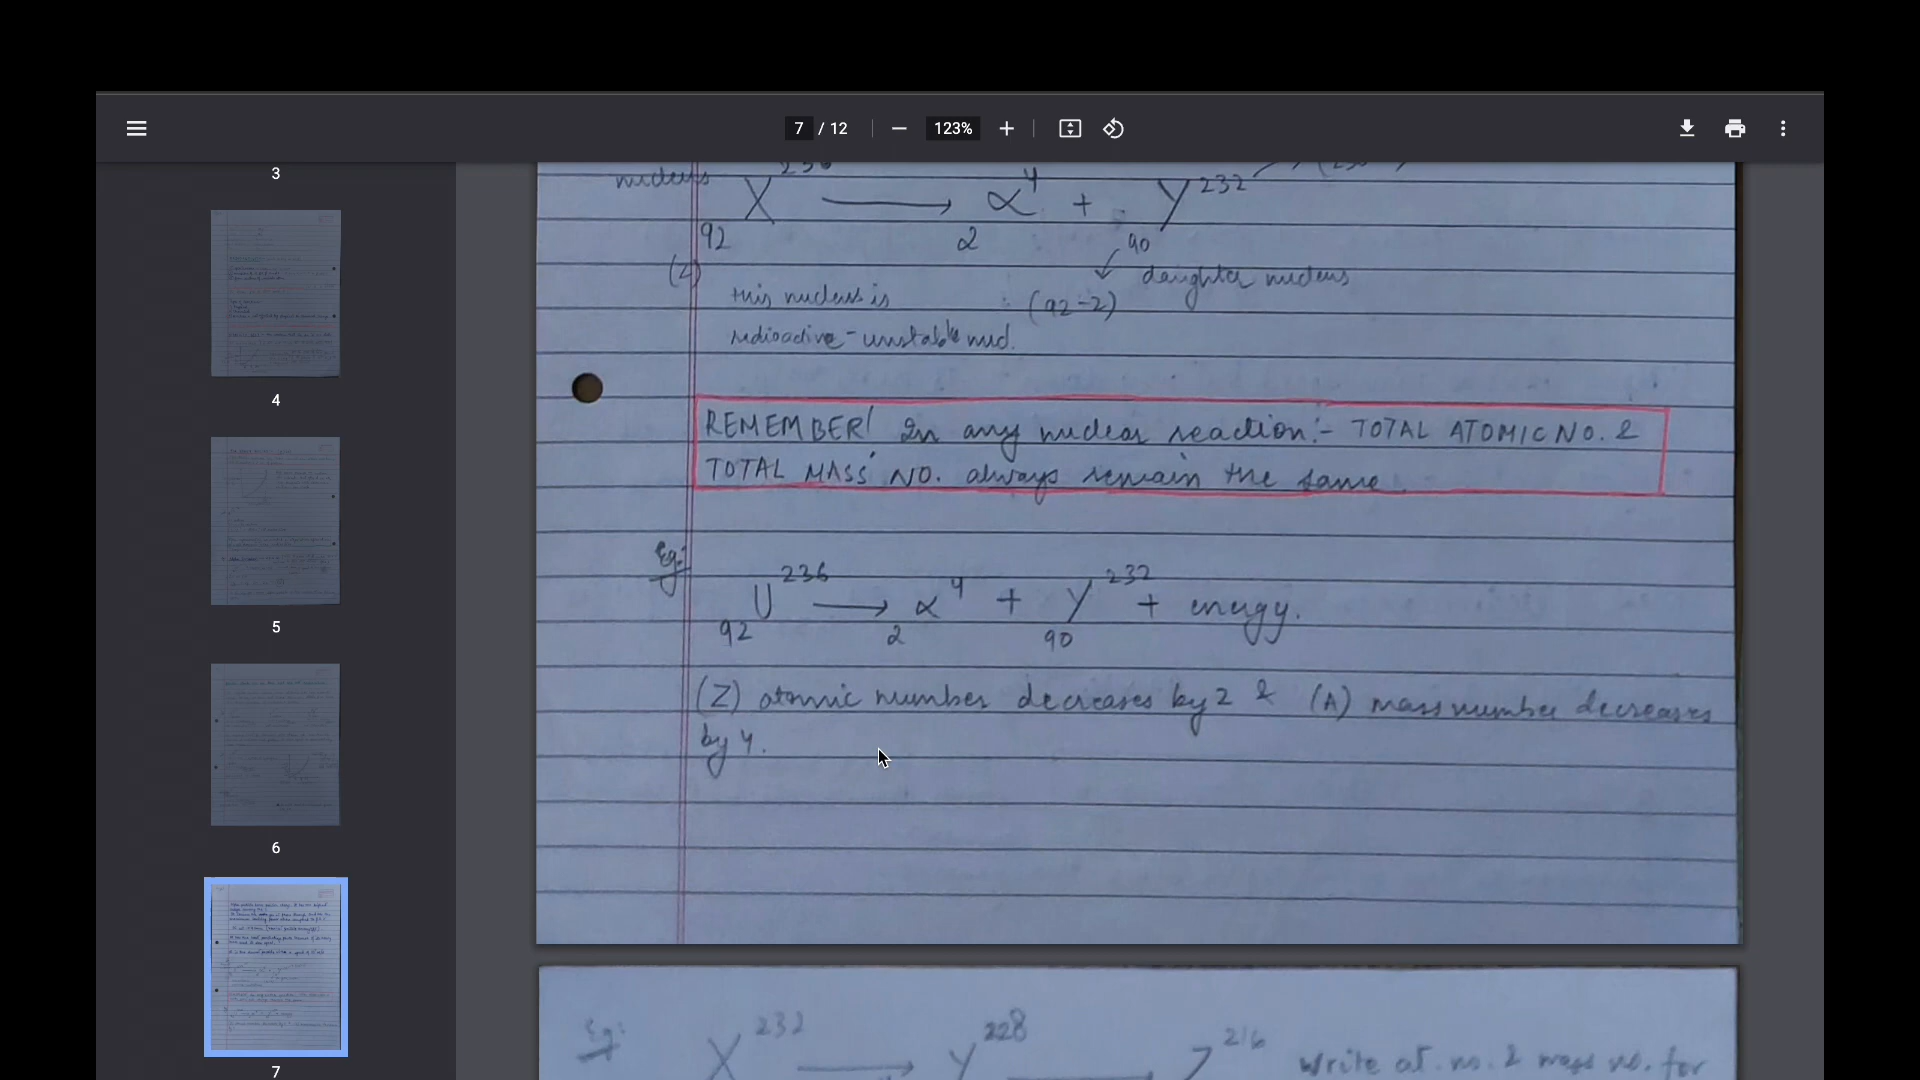 7 / 12
123%
3
4
5
6
7
nucleus X 236 → α 4 + Y 232
92 2 90
(Z)
daughter nucleus
this nucleus is (92-2)
radioactive - unstable nucl.
REMEMBER! In any nuclear reaction:- TOTAL ATOMIC NO. &
TOTAL MASS NO. always remain the same.
Eg:
U 236 → α 4 + Y 232 + energy.
92 2 90
(Z) atomic number decreases by 2 & (A) mass number decreases
by 4.
Eg: X 232 → Y 228 → Z 216 Write at. no. & mass no. for